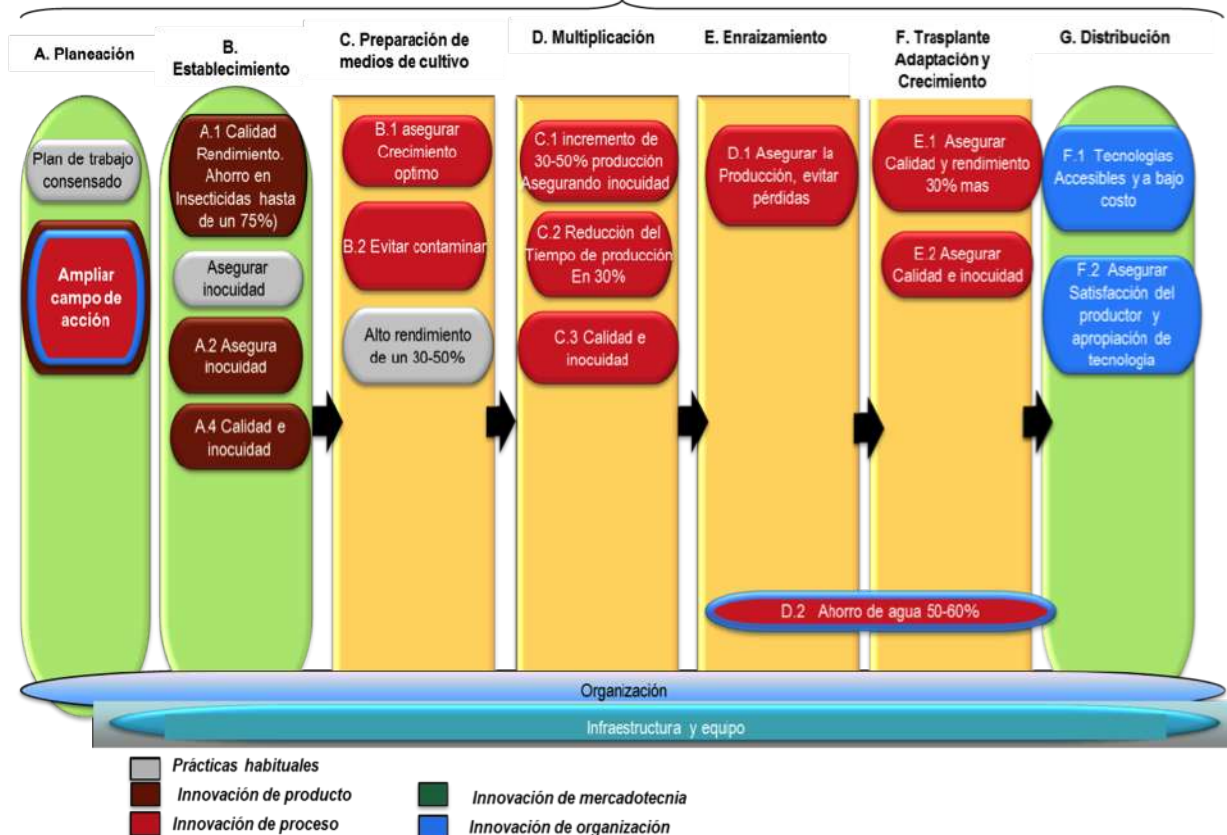 A. Planeación
B.
Establecimiento
C. Preparación de
medios de cultivo
D. Multiplicación
E. Enraizamiento
F. Trasplante
Adaptación y
Crecimiento
G. Distribución
Plan de trabajo
consensado
Ampliar
campo de
acción
A.1 Calidad
Rendimiento.
Ahorro en
Insecticidas hasta
de un 75%)
Asegurar
inocuidad
A.2 Asegura
inocuidad
A.4 Calidad e
inocuidad
B.1 asegurar
Crecimiento
optimo
B.2 Evitar contaminar
Alto rendimiento
de un 30-50%
C.1 incremento de
30-50% producción
Asegurando inocuidad
C.2 Reducción del
Tiempo de producción
En 30%
C.3 Calidad e
inocuidad
D.1 Asegurar la
Producción, evitar
pérdidas
E.1 Asegurar
Calidad y rendimiento
30% mas
E.2 Asegurar
Calidad e inocuidad
F.1 Tecnologías
Accesibles y a bajo
costo
F.2 Asegurar
Satisfacción del
productor y
apropiación de
tecnología
D.2 Ahorro de agua 50-60%
Organización
Infraestructura y equipo
Prácticas habituales
Innovación de producto
Innovación de proceso
Innovación de mercadotecnia
Innovación de organización